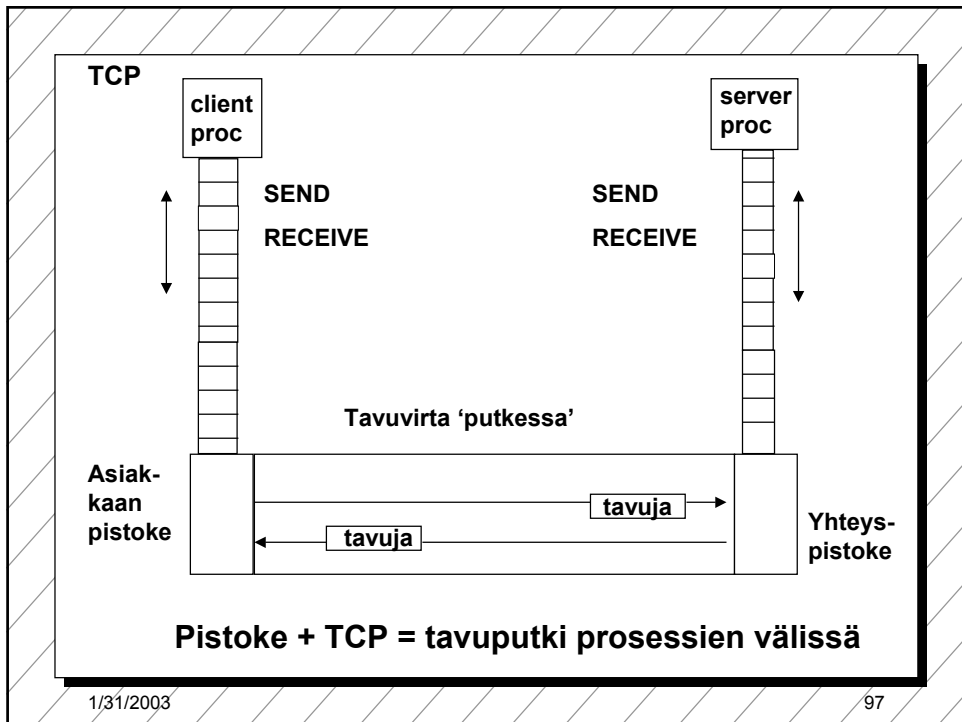 TCP
client
proc
server
proc
SEND
RECEIVE
SEND
RECEIVE
Tavuvirta ‘putkessa’
Asiak-
kaan
pistoke
tavuja
tavuja
Yhteys-
pistoke
Pistoke + TCP = tavuputki prosessien välissä
1/31/2003
97